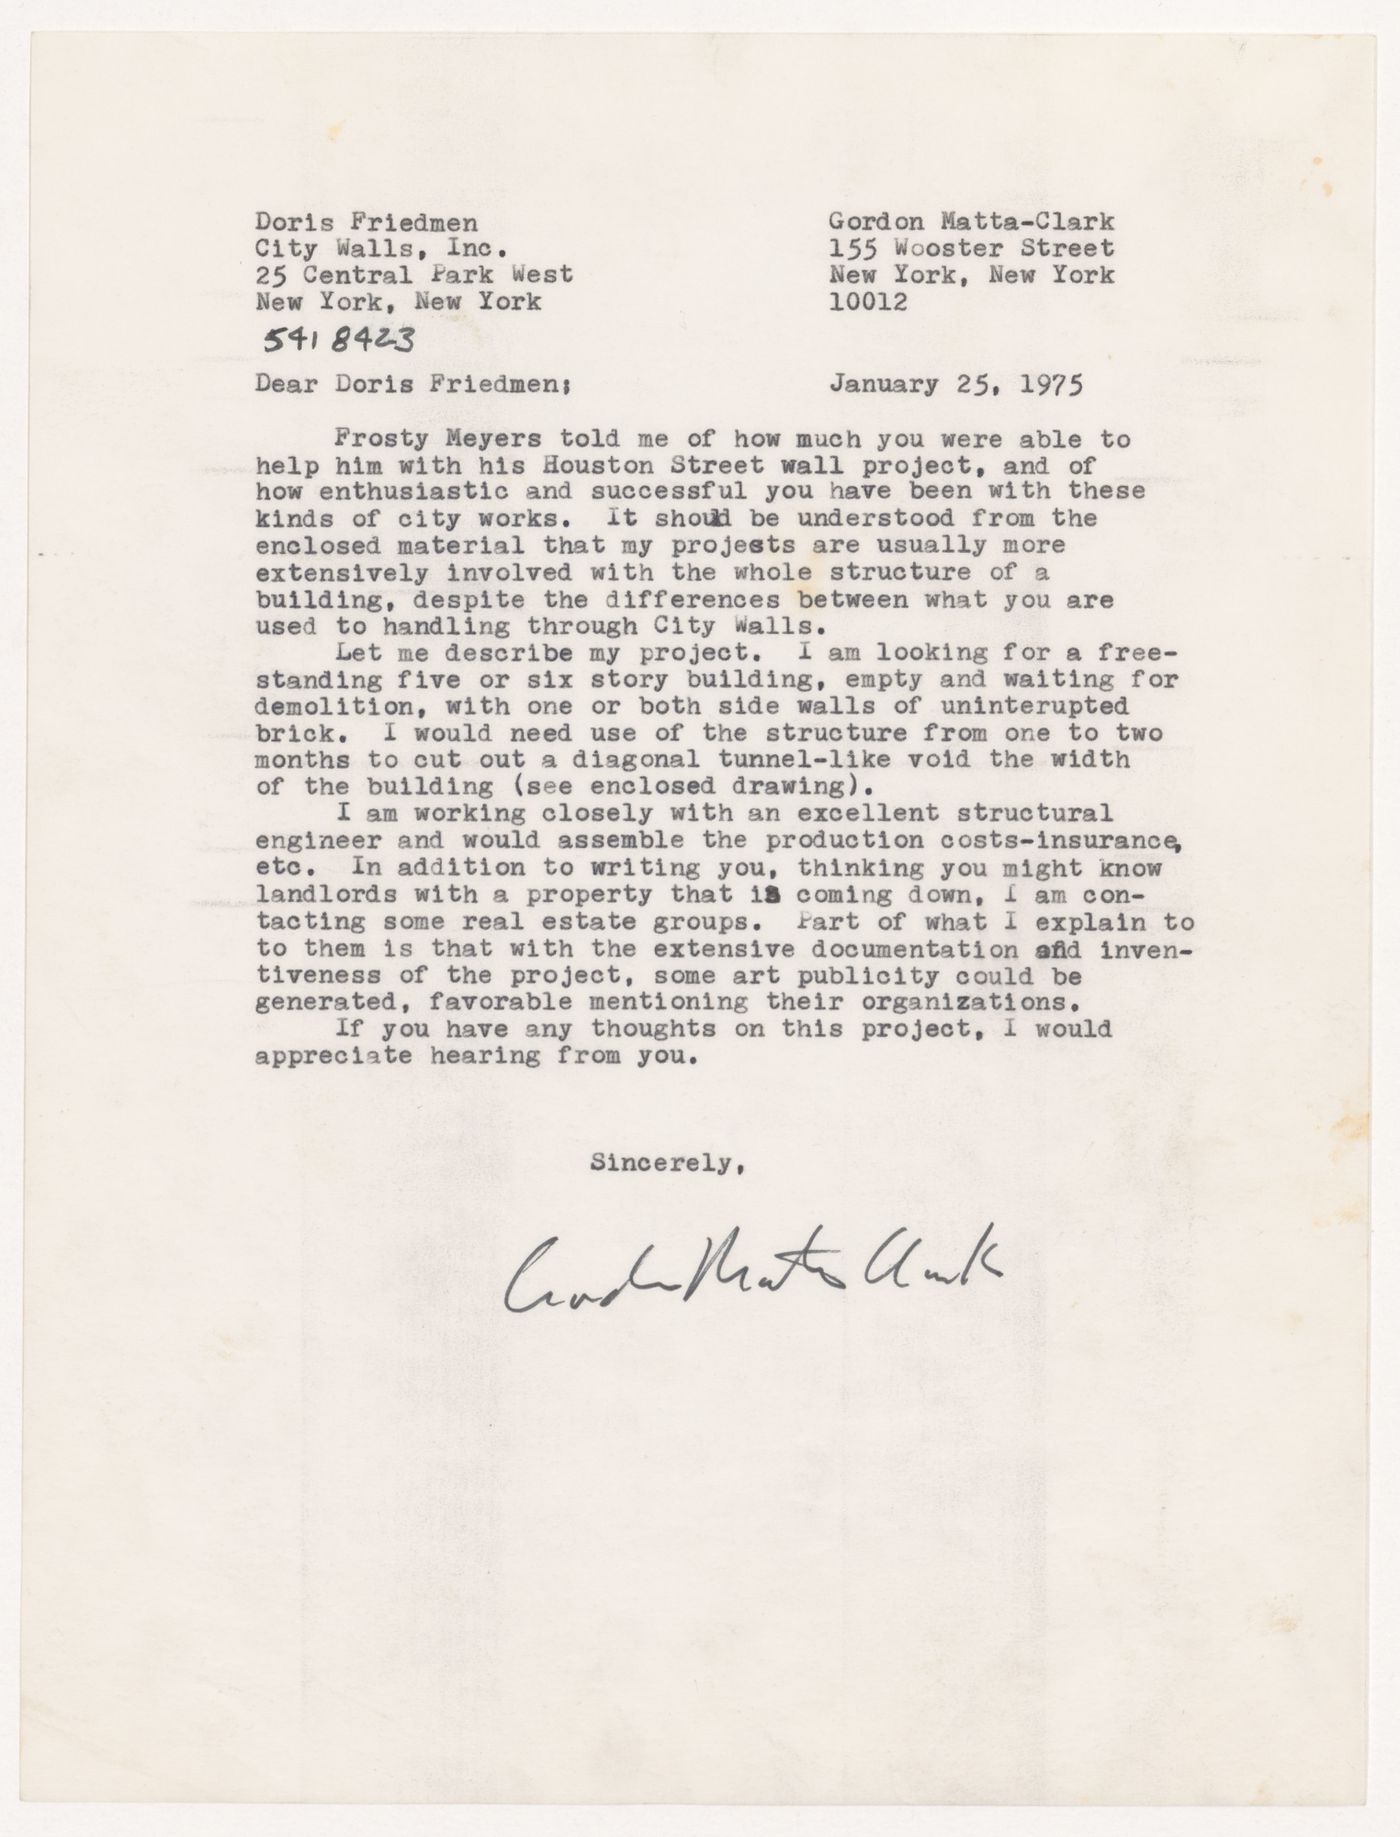 Doris Friedmen
City Walls, Inc.
25 Central Park West
New York, New York
541 8423
Gordon Matta-Clark
155 Wooster Street
New York, New York
10012
Dear Doris Friedmen;
January 25, 1975
Frosty Meyers told me of how much you were able to
help him with his Houston Street wall project, and of
how enthusiastic and successful you have been with these
kinds of city works. It should be understood from the
enclosed material that my projects are usually more
extensively involved with the whole structure of a
building, despite the differences between what you are
used to handling through City Walls.
Let me describe my project. I am looking for a free-
standing five or six story building, empty and waiting for
demolition, with one or both side walls of uninterupted
brick. I would need use of the structure from one to two
months to cut out a diagonal tunnel-like void the width
of the building (see enclosed drawing).
I am working closely with an excellent structural
engineer and would assemble the production costs-insurance,
etc. In addition to writing you, thinking you might know
landlords with a property that is coming down, I am con-
tacting some real estate groups. Part of what I explain to
to them is that with the extensive documentation and inven-
tiveness of the project, some art publicity could be
generated, favorable mentioning their organizations.
If you have any thoughts on this project, I would
appreciate hearing from you.
Sincerely,
Gordon Matta Clark